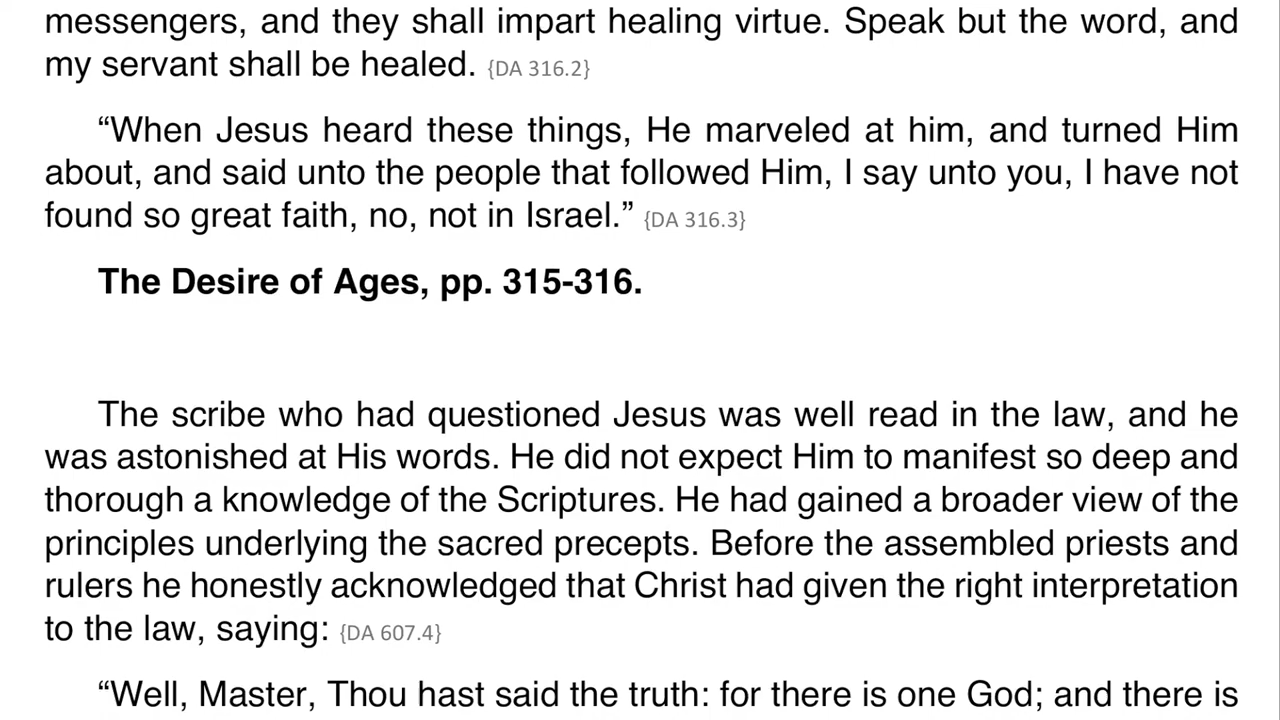 messengers, and they shall impart healing virtue. Speak but the word, and
my servant shall be healed. {DA 316.2}
“When Jesus heard these things, He marveled at him, and turned Him
about, and said unto the people that followed Him, I say unto you, I have not
found so great faith, no, not in Israel.” {DA 316.3}
The Desire of Ages, pp. 315-316.
The scribe who had questioned Jesus was well read in the law, and he
was astonished at His words. He did not expect Him to manifest so deep and
thorough a knowledge of the Scriptures. He had gained a broader view of the
principles underlying the sacred precepts. Before the assembled priests and
rulers he honestly acknowledged that Christ had given the right interpretation
to the law, saying: {DA 607.4}
“Well, Master, Thou hast said the truth: for there is one God; and there is